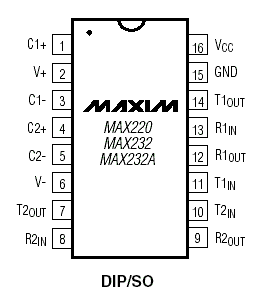 C1+ 1 16 VCC
V+ 2 15 GND
C1- 3 14 T1OUT
C2+ 4 13 R1IN
C2- 5 12 R1OUT
V- 6 11 T1IN
T2OUT 7 10 T2IN
R2IN 8 9 R2OUT
MAXIM
MAX220
MAX232
MAX232A
DIP/SO